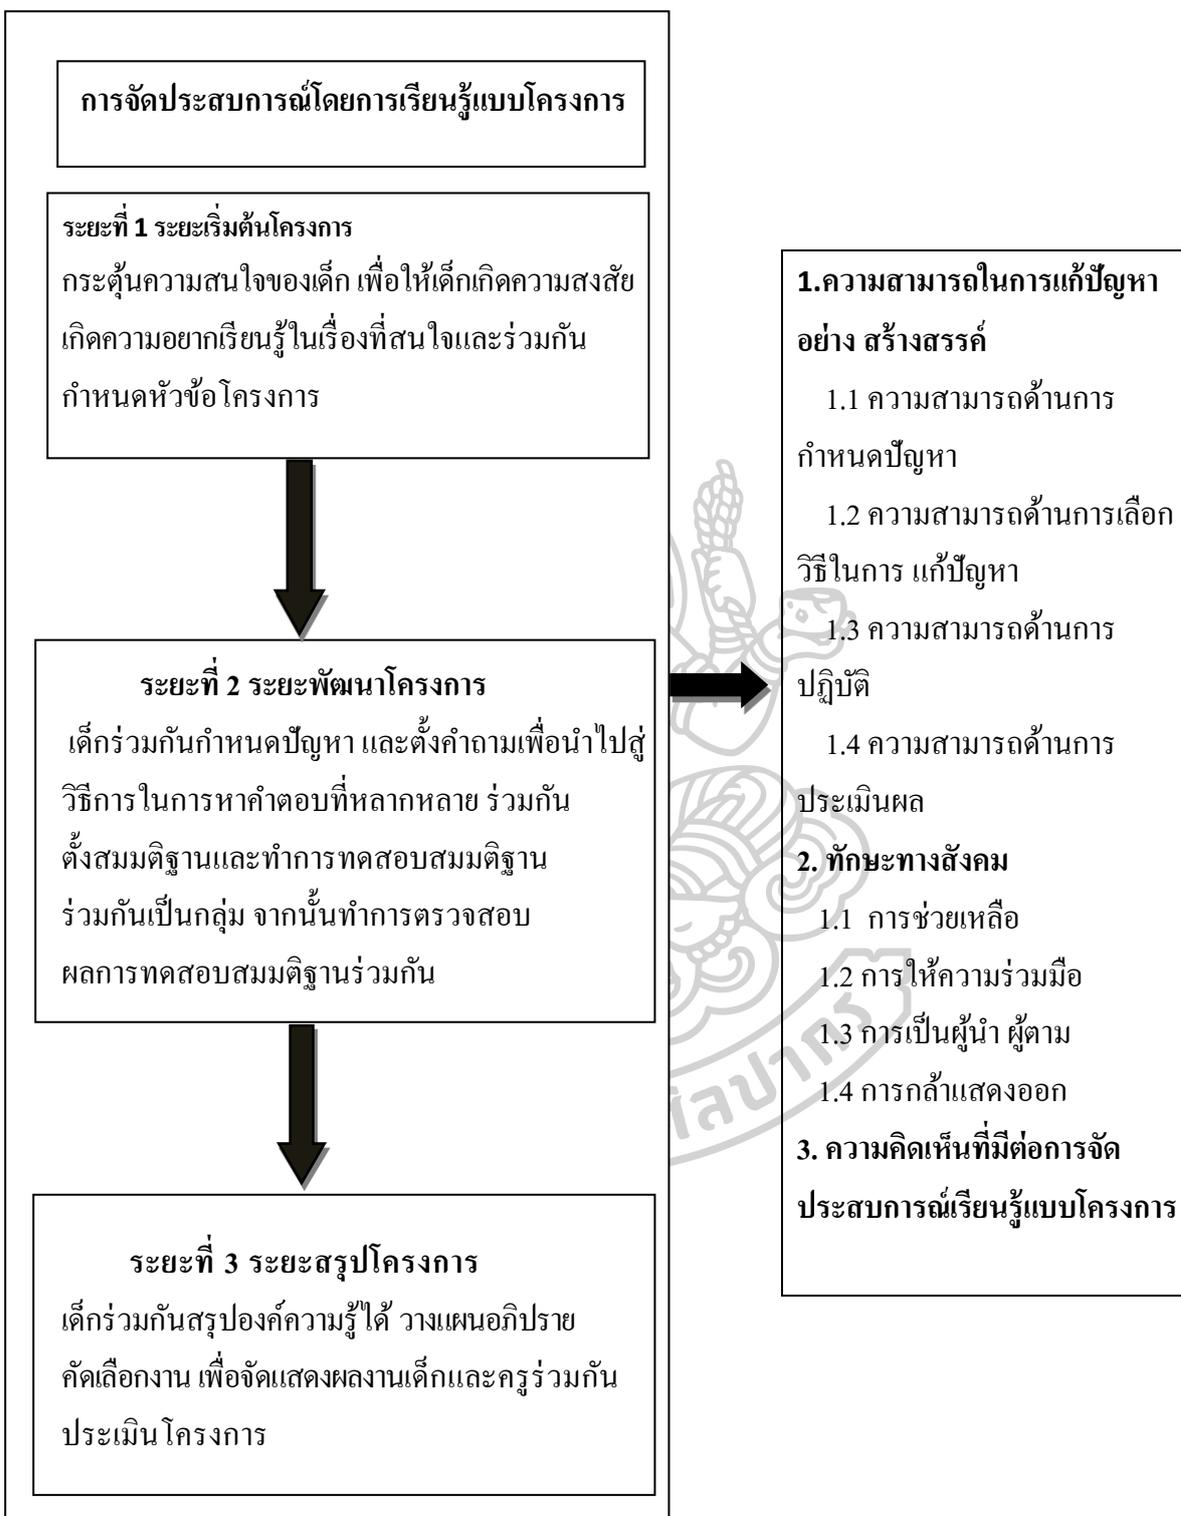 การจัดประสบการณ์โดยการเรียนรู้แบบโครงการ
ระยะที่ 1 ระยะเริ่มต้นโครงการ
กระตุ้นความสนใจของเด็ก เพื่อให้เด็กเกิดความสงสัย
เกิดความอยากเรียนรู้ในเรื่องที่สนใจและร่วมกัน
กำหนดหัวข้อโครงการ
ระยะที่ 2 ระยะพัฒนาโครงการ
เด็กร่วมกันกำหนดปัญหา และตั้งคำถามเพื่อนำไปสู่
วิธีการในการหาคำตอบที่หลากหลาย ร่วมกัน
ตั้งสมมติฐานและทำการทดสอบสมมติฐาน
ร่วมกันเป็นกลุ่ม จากนั้นทำการตรวจสอบ
ผลการทดสอบสมมติฐานร่วมกัน
ระยะที่ 3 ระยะสรุปโครงการ
เด็กร่วมกันสรุปองค์ความรู้ได้ วางแผนอภิปราย
คัดเลือกงาน เพื่อจัดแสดงผลงานเด็กและครูร่วมกัน
ประเมินโครงการ
1.ความสามารถในการแก้ปัญหา
อย่าง สร้างสรรค์
1.1 ความสามารถด้านการ
กำหนดปัญหา
1.2 ความสามารถด้านการเลือก
วิธีในการ แก้ปัญหา
1.3 ความสามารถด้านการ
ปฏิบัติ
1.4 ความสามารถด้านการ
ประเมินผล
2. ทักษะทางสังคม
1.1 การช่วยเหลือ
1.2 การให้ความร่วมมือ
1.3 การเป็นผู้นำ ผู้ตาม
1.4 การกล้าแสดงออก
3. ความคิดเห็นที่มีต่อการจัด
ประสบการณ์เรียนรู้แบบโครงการ